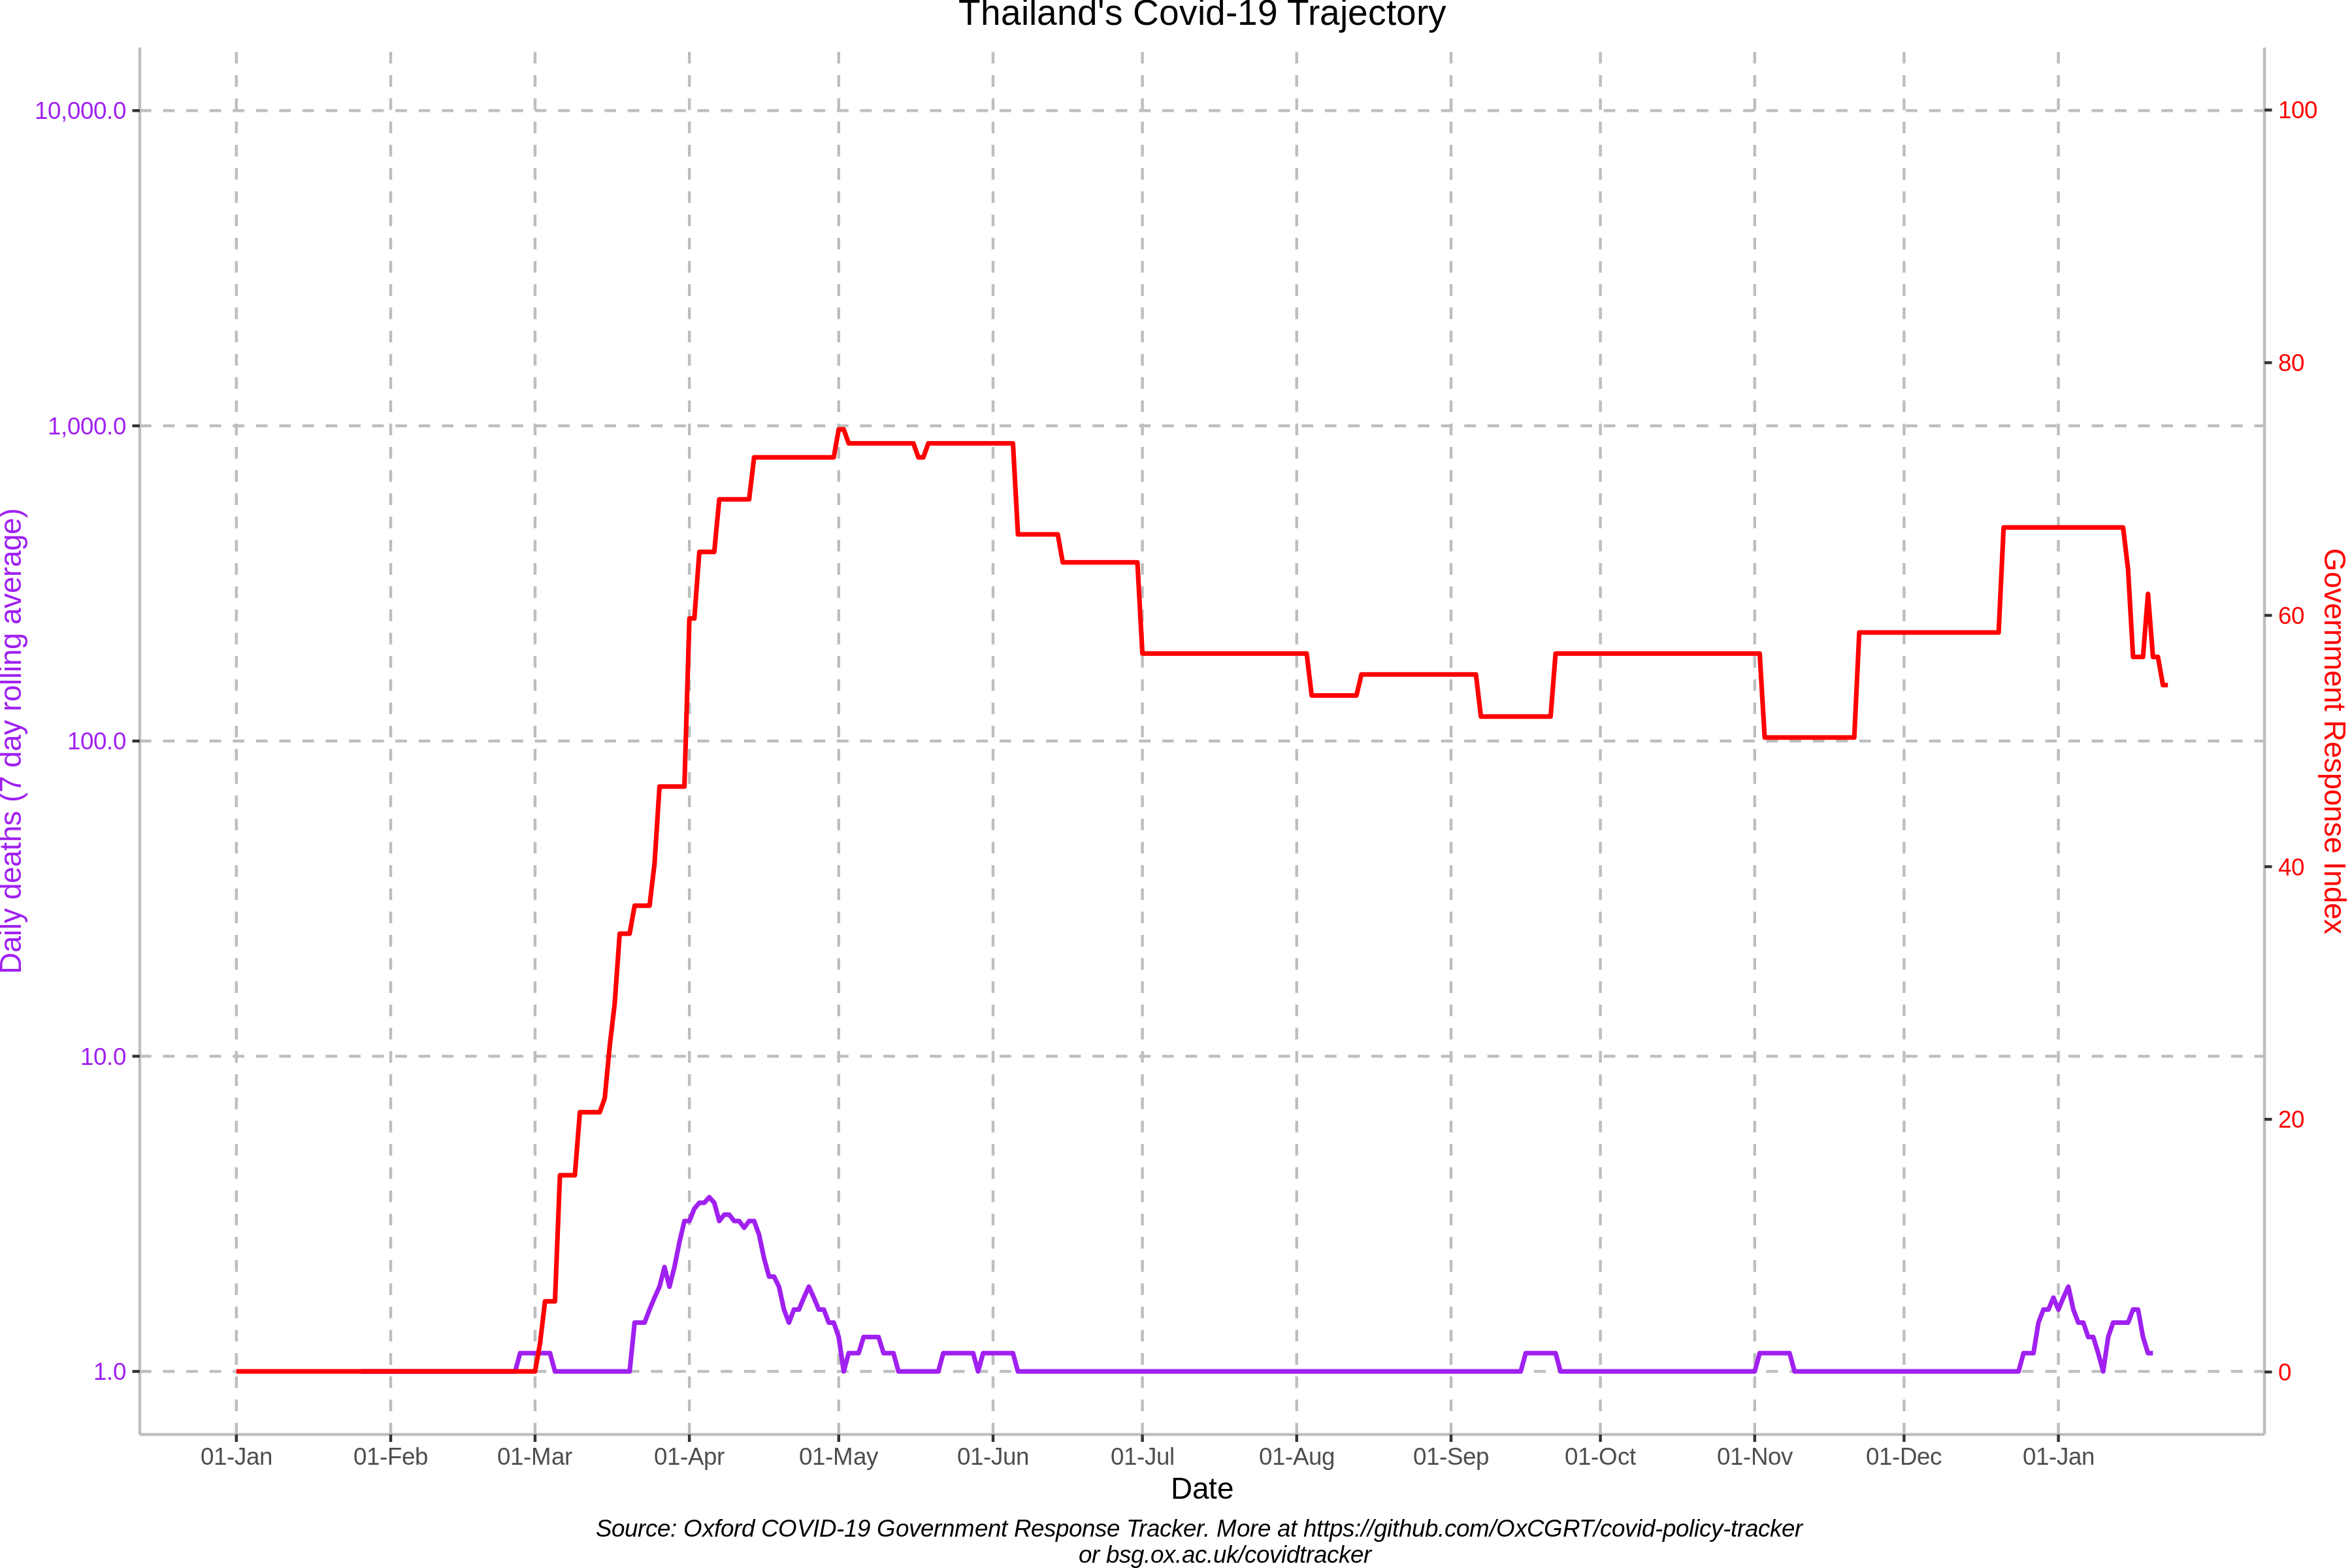 Thailand's Covid-19 Trajectory
10,000.0
1,000.0
100.0
10.0
1.0
Daily deaths (7 day rolling average)
100
80
60
40
20
0
Government Response Index
01-Jan 01-Feb 01-Mar 01-Apr 01-May 01-Jun 01-Jul 01-Aug 01-Sep 01-Oct 01-Nov 01-Dec 01-Jan
Date
Source: Oxford COVID-19 Government Response Tracker. More at https://github.com/OxCGRT/covid-policy-tracker
or bsg.ox.ac.uk/covidtracker